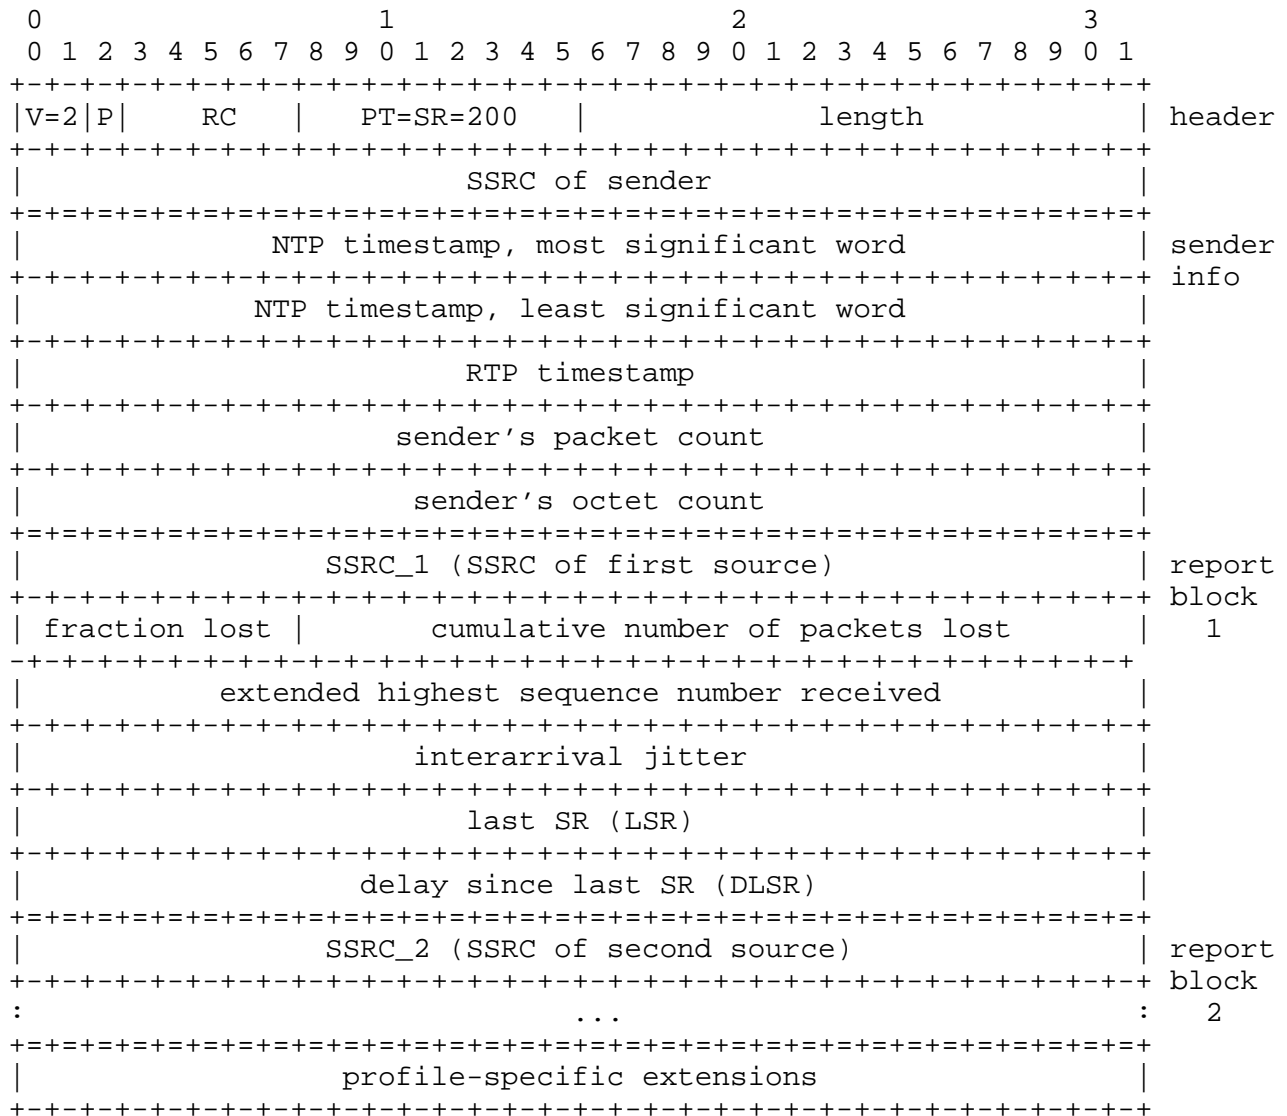 0                   1                   2                   3
 0 1 2 3 4 5 6 7 8 9 0 1 2 3 4 5 6 7 8 9 0 1 2 3 4 5 6 7 8 9 0 1
+-+-+-+-+-+-+-+-+-+-+-+-+-+-+-+-+-+-+-+-+-+-+-+-+-+-+-+-+-+-+-+-+
|V=2|P|    RC   |   PT=SR=200   |             length            | header
+-+-+-+-+-+-+-+-+-+-+-+-+-+-+-+-+-+-+-+-+-+-+-+-+-+-+-+-+-+-+-+-+
|                         SSRC of sender                        |
+=+=+=+=+=+=+=+=+=+=+=+=+=+=+=+=+=+=+=+=+=+=+=+=+=+=+=+=+=+=+=+=+
|              NTP timestamp, most significant word             | sender
+-+-+-+-+-+-+-+-+-+-+-+-+-+-+-+-+-+-+-+-+-+-+-+-+-+-+-+-+-+-+-+-+ info
|             NTP timestamp, least significant word             |
+-+-+-+-+-+-+-+-+-+-+-+-+-+-+-+-+-+-+-+-+-+-+-+-+-+-+-+-+-+-+-+-+
|                         RTP timestamp                         |
+-+-+-+-+-+-+-+-+-+-+-+-+-+-+-+-+-+-+-+-+-+-+-+-+-+-+-+-+-+-+-+-+
|                     sender's packet count                     |
+-+-+-+-+-+-+-+-+-+-+-+-+-+-+-+-+-+-+-+-+-+-+-+-+-+-+-+-+-+-+-+-+
|                      sender's octet count                     |
+=+=+=+=+=+=+=+=+=+=+=+=+=+=+=+=+=+=+=+=+=+=+=+=+=+=+=+=+=+=+=+=+
|                 SSRC_1 (SSRC of first source)                 | report
+-+-+-+-+-+-+-+-+-+-+-+-+-+-+-+-+-+-+-+-+-+-+-+-+-+-+-+-+-+-+-+-+ block
| fraction lost |       cumulative number of packets lost       |   1
-+-+-+-+-+-+-+-+-+-+-+-+-+-+-+-+-+-+-+-+-+-+-+-+-+-+-+-+-+-+-+-+
|           extended highest sequence number received           |
+-+-+-+-+-+-+-+-+-+-+-+-+-+-+-+-+-+-+-+-+-+-+-+-+-+-+-+-+-+-+-+-+
|                      interarrival jitter                      |
+-+-+-+-+-+-+-+-+-+-+-+-+-+-+-+-+-+-+-+-+-+-+-+-+-+-+-+-+-+-+-+-+
|                         last SR (LSR)                         |
+-+-+-+-+-+-+-+-+-+-+-+-+-+-+-+-+-+-+-+-+-+-+-+-+-+-+-+-+-+-+-+-+
|                   delay since last SR (DLSR)                  |
+=+=+=+=+=+=+=+=+=+=+=+=+=+=+=+=+=+=+=+=+=+=+=+=+=+=+=+=+=+=+=+=+
|                 SSRC_2 (SSRC of second source)                | report
+-+-+-+-+-+-+-+-+-+-+-+-+-+-+-+-+-+-+-+-+-+-+-+-+-+-+-+-+-+-+-+-+ block
:                               ...                             :   2
+=+=+=+=+=+=+=+=+=+=+=+=+=+=+=+=+=+=+=+=+=+=+=+=+=+=+=+=+=+=+=+=+
|                  profile-specific extensions                  |
+-+-+-+-+-+-+-+-+-+-+-+-+-+-+-+-+-+-+-+-+-+-+-+-+-+-+-+-+-+-+-+-+